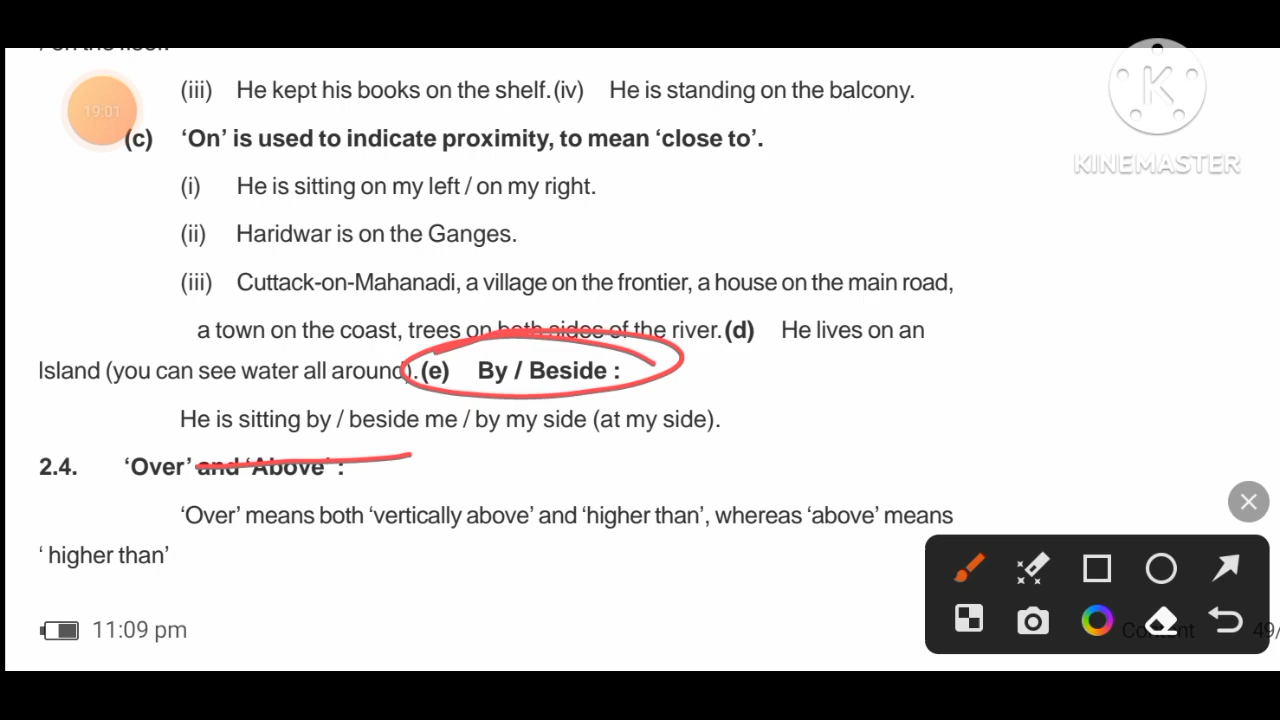 (iii) He kept his books on the shelf.(iv) He is standing on the balcony.
19:01
KINEMASTER
(c) ‘On’ is used to indicate proximity, to mean ‘close to’.
(i) He is sitting on my left / on my right.
(ii) Haridwar is on the Ganges.
(iii) Cuttack-on-Mahanadi, a village on the frontier, a house on the main road,
a town on the coast, trees on both sides of the river.(d) He lives on an
Island (you can see water all around).(e) By / Beside :
He is sitting by / beside me / by my side (at my side).
2.4. ‘Over’ and ‘Above’ :
‘Over’ means both ‘vertically above’ and ‘higher than’, whereas ‘above’ means
‘ higher than’
11:09 pm